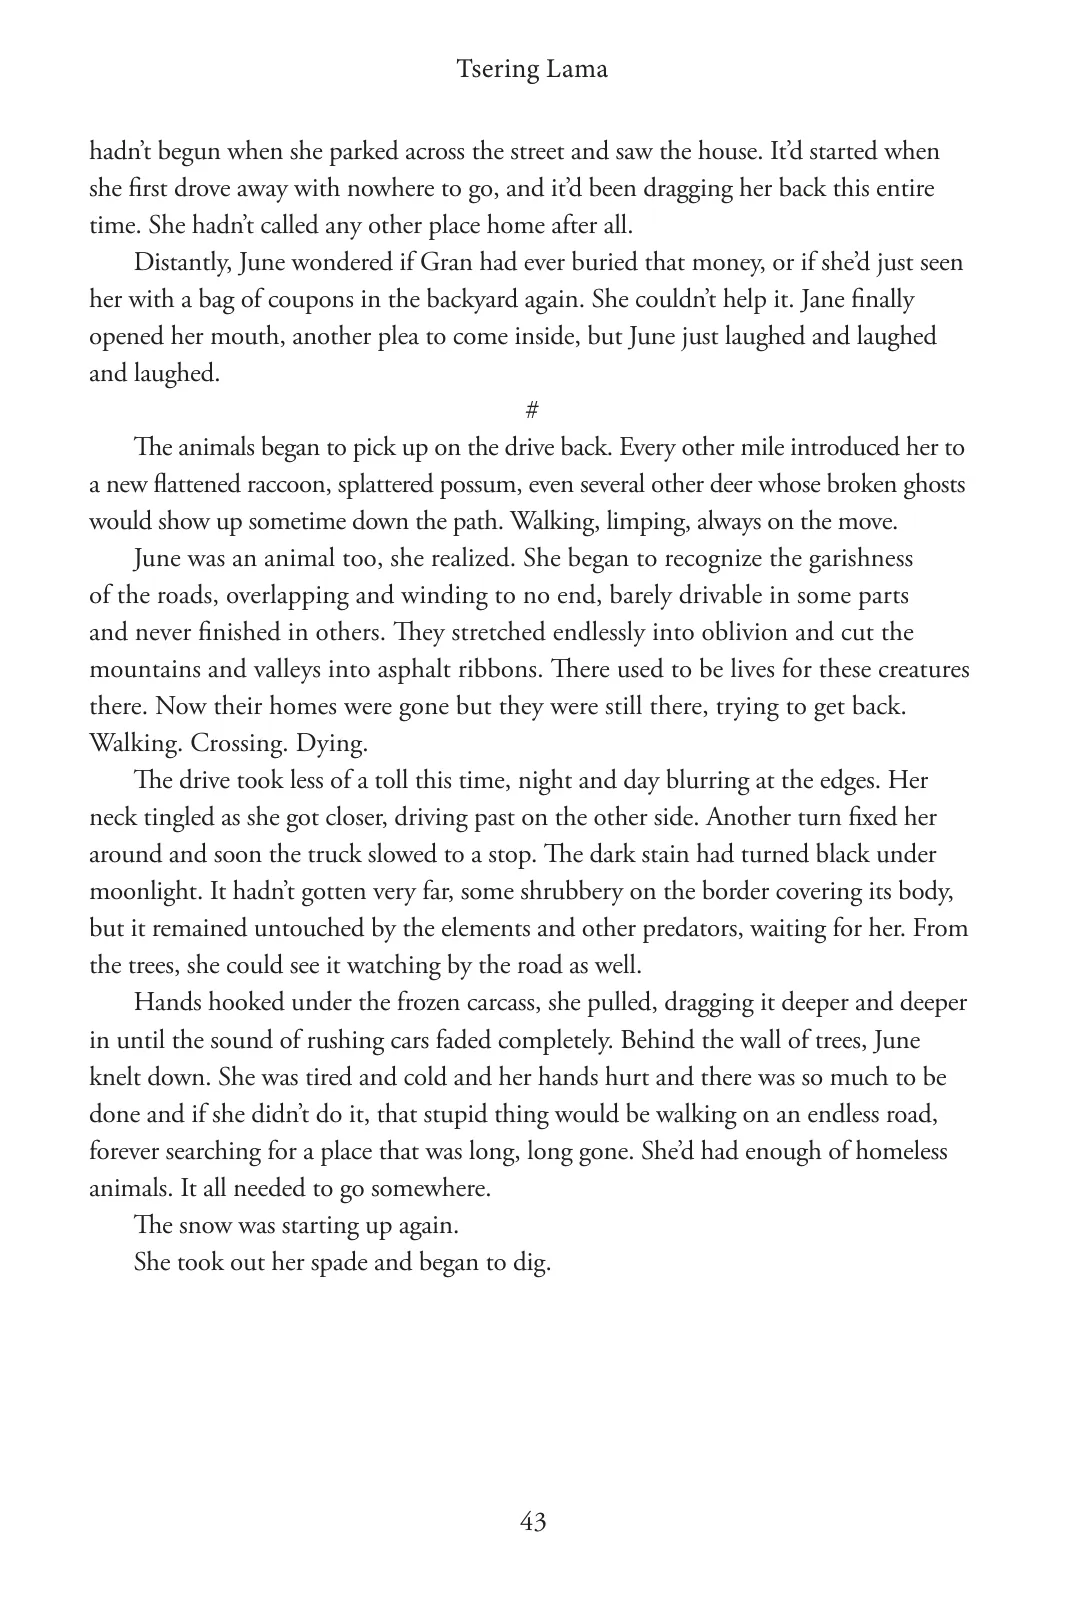 Tsering Lama
hadn’t begun when she parked across the street and saw the house. It’d started when
she first drove away with nowhere to go, and it’d been dragging her back this entire
time. She hadn’t called any other place home after all.
Distantly, June wondered if Gran had ever buried that money, or if she’d just seen
her with a bag of coupons in the backyard again. She couldn’t help it. Jane finally
opened her mouth, another plea to come inside, but June just laughed and laughed
and laughed.
#
The animals began to pick up on the drive back. Every other mile introduced her to
a new flattened raccoon, splattered possum, even several other deer whose broken ghosts
would show up sometime down the path. Walking, limping, always on the move.
June was an animal too, she realized. She began to recognize the garishness
of the roads, overlapping and winding to no end, barely drivable in some parts
and never finished in others. They stretched endlessly into oblivion and cut the
mountains and valleys into asphalt ribbons. There used to be lives for these creatures
there. Now their homes were gone but they were still there, trying to get back.
Walking. Crossing. Dying.
The drive took less of a toll this time, night and day blurring at the edges. Her
neck tingled as she got closer, driving past on the other side. Another turn fixed her
around and soon the truck slowed to a stop. The dark stain had turned black under
moonlight. It hadn’t gotten very far, some shrubbery on the border covering its body,
but it remained untouched by the elements and other predators, waiting for her. From
the trees, she could see it watching by the road as well.
Hands hooked under the frozen carcass, she pulled, dragging it deeper and deeper
in until the sound of rushing cars faded completely. Behind the wall of trees, June
knelt down. She was tired and cold and her hands hurt and there was so much to be
done and if she didn’t do it, that stupid thing would be walking on an endless road,
forever searching for a place that was long, long gone. She’d had enough of homeless
animals. It all needed to go somewhere.
The snow was starting up again.
She took out her spade and began to dig.
43